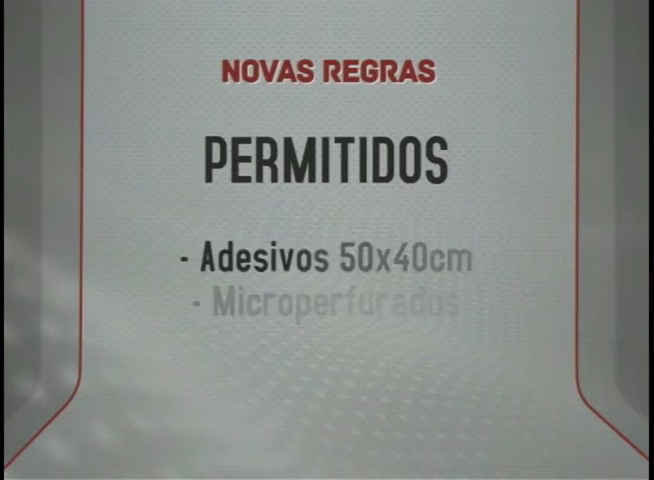 NOVAS REGRAS
PERMITIDOS
- Adesivos 50x40cm
- Microperfurados